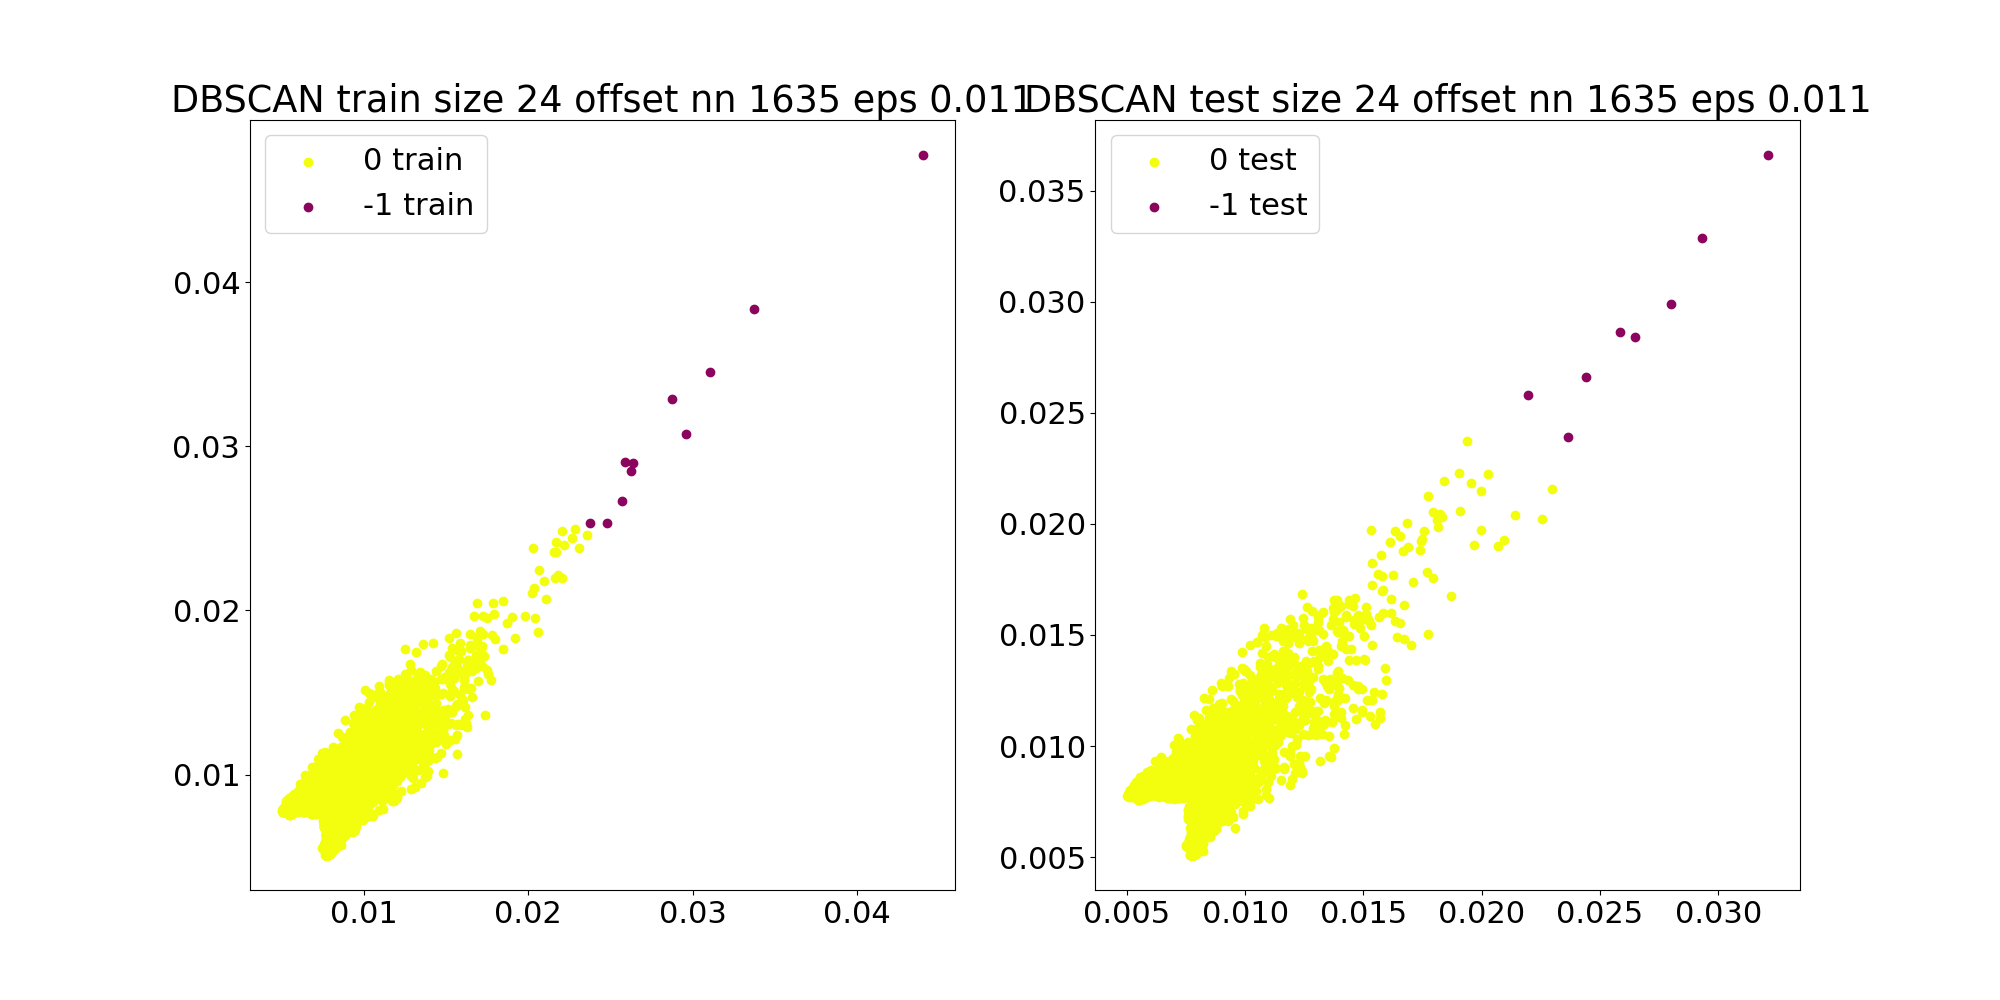 DBSCAN train size 24 offset nn 1635 eps 0.011
0 train
-1 train
0.04
0.03
0.02
0.01
0.01 0.02 0.03 0.04
DBSCAN test size 24 offset nn 1635 eps 0.011
0 test
-1 test
0.035
0.030
0.025
0.020
0.015
0.010
0.005
0.005 0.010 0.015 0.020 0.025 0.030